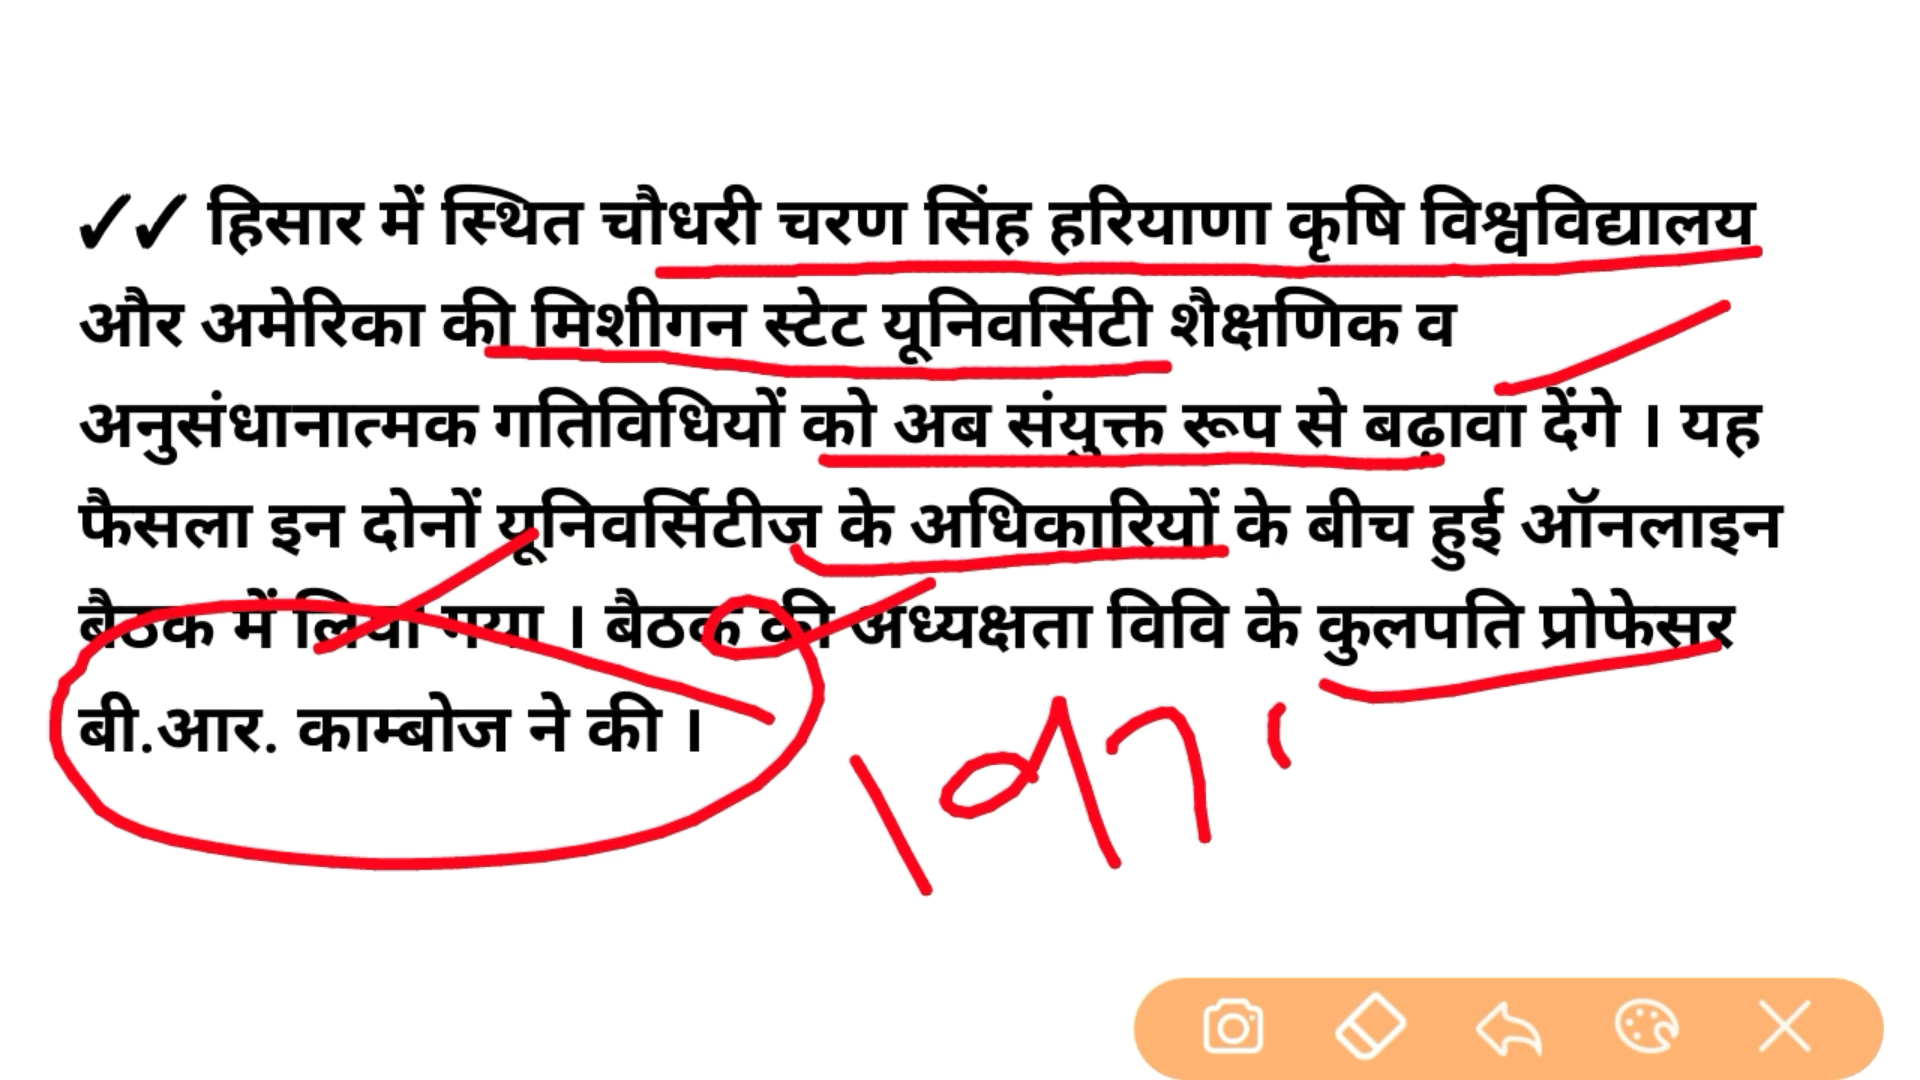 ✓✓ हिसार में स्थित चौधरी चरण सिंह हरियाणा कृषि विश्वविद्यालय
और अमेरिका की मिशीगन स्टेट यूनिवर्सिटी शैक्षणिक व
अनुसंधानात्मक गतिविधियों को अब संयुक्त रूप से बढ़ावा देंगे । यह
फैसला इन दोनों यूनिवर्सिटीज के अधिकारियों के बीच हुई ऑनलाइन
बैठक में लिया गया । बैठक की अध्यक्षता विवि के कुलपति प्रोफेसर
बी.आर. काम्बोज ने की ।
197